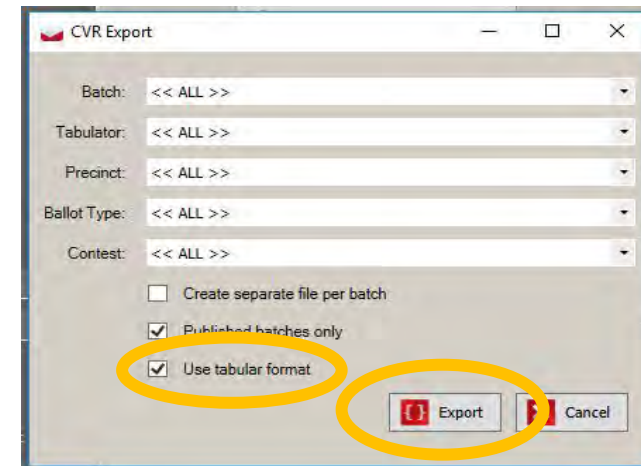 CVR Export
Batch: << ALL >>
Tabulator: << ALL >>
Precinct: << ALL >>
Ballot Type: << ALL >>
Contest: << ALL >>
Create separate file per batch
Published batches only
Use tabular format
Export Cancel